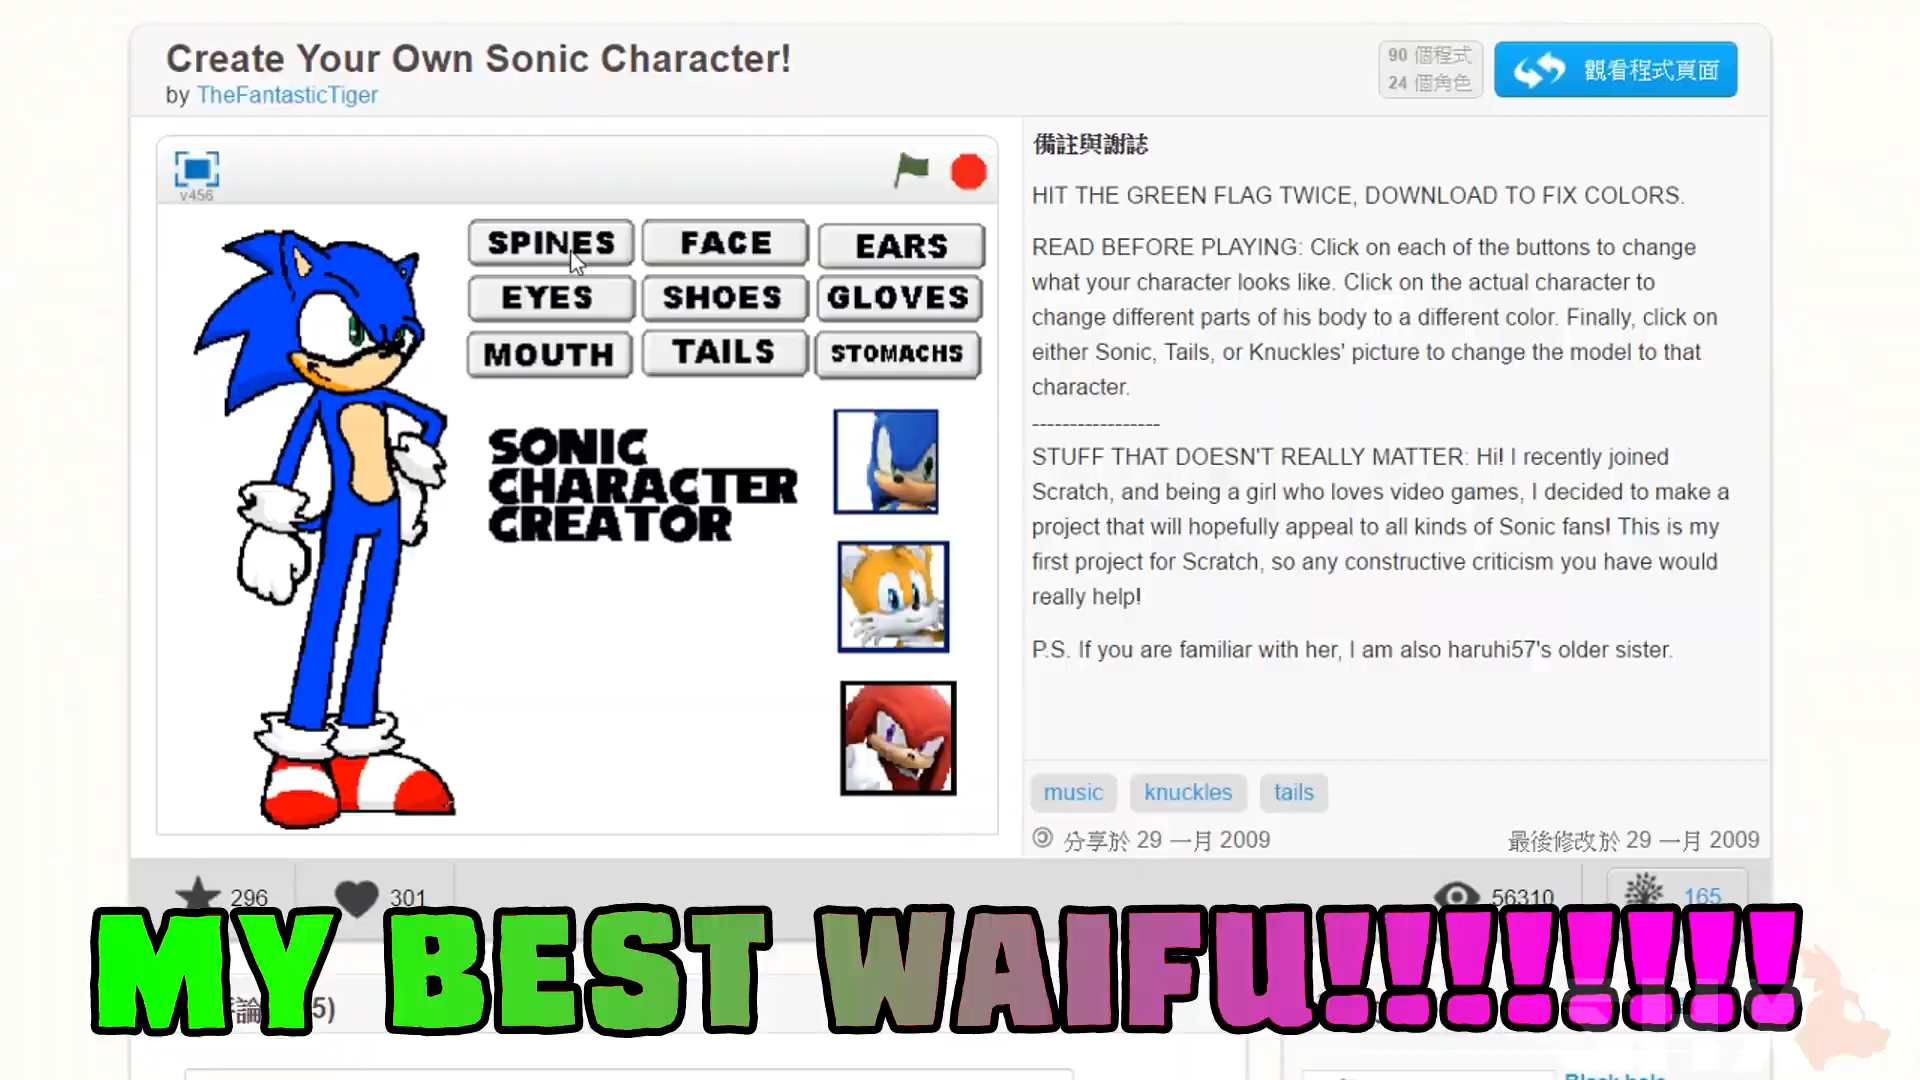 Create Your Own Sonic Character!
by TheFantasticTiger
90 個程式
24 個角色
觀看程式頁面
v456
SPINES
FACE
EARS
EYES
SHOES
GLOVES
MOUTH
TAILS
STOMACHS
SONIC
CHARACTER
CREATOR
備註與謝誌
HIT THE GREEN FLAG TWICE, DOWNLOAD TO FIX COLORS.
READ BEFORE PLAYING: Click on each of the buttons to change
what your character looks like. Click on the actual character to
change different parts of his body to a different color. Finally, click on
either Sonic, Tails, or Knuckles' picture to change the model to that
character.
-----------------
STUFF THAT DOESN'T REALLY MATTER: Hi! I recently joined
Scratch, and being a girl who loves video games, I decided to make a
project that will hopefully appeal to all kinds of Sonic fans! This is my
first project for Scratch, so any constructive criticism you have would
really help!
P.S. If you are familiar with her, I am also haruhi57's older sister.
music
knuckles
tails
分享於 29 一月 2009
最後修改於 29 一月 2009
296
301
56310
165
MY BEST WAIFU!!!!!!!!
論
5)